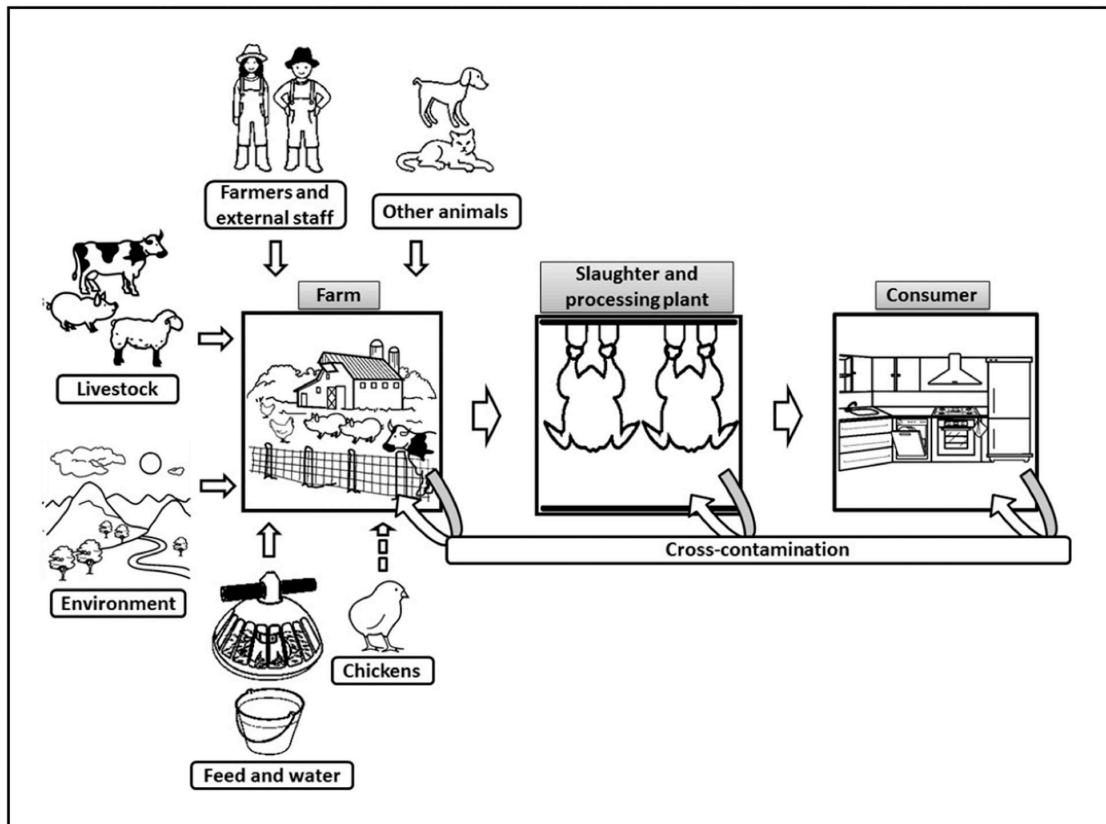 Farmers and
external staff
Other animals
Farm
Slaughter and
processing plant
Consumer
Livestock
Cross-contamination
Environment
Chickens
Feed and water